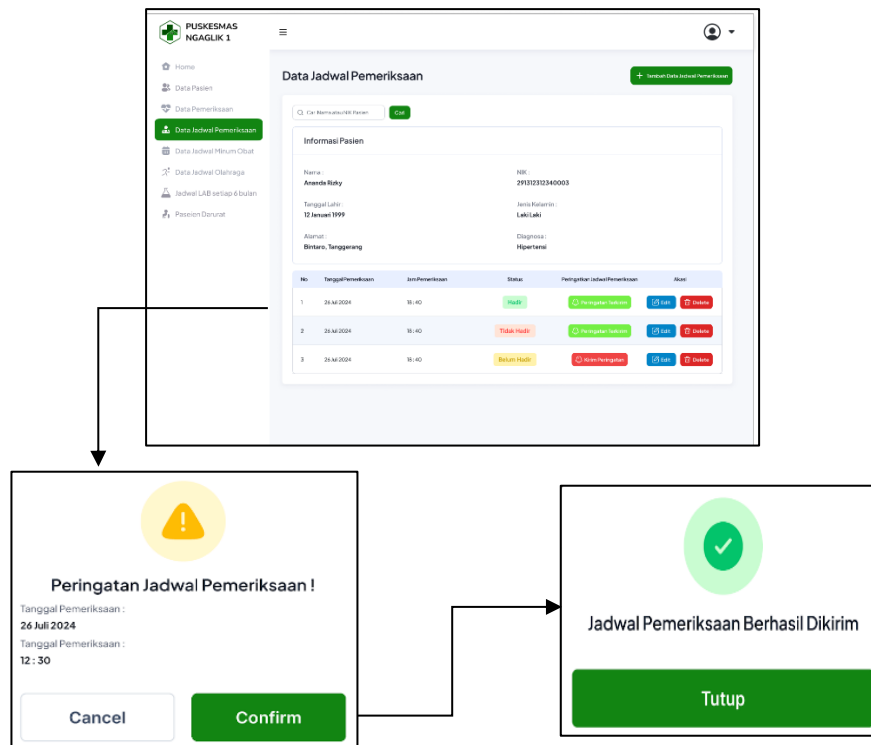 PUSKESMAS
NGAGLIK 1
Home
Data Pasien
Data Pemeriksaan
Data Jadwal Pemeriksaan
Data Jadwal Minum Obat
Data Jadwal Olahraga
Jadwal LAB setiap 6 bulan
Paseien Darurat
Data Jadwal Pemeriksaan
+ Tambah Data Jadwal Pemeriksaan
Cari Nama atau NIK Pasien
Cari
Informasi Pasien
Nama :
Ananda Rizky
NIK :
291312312340003
Tanggal Lahir :
12 Januari 1999
Jenis Kelamin :
Laki Laki
Alamat :
Bintaro, Tanggerang
Diagnosa :
Hipertensi
No Tanggal Pemeriksaan Jam Pemeriksaan Status Peringatkan Jadwal Pemeriksaan Aksi
1 26 Juli 2024 18 : 40 Hadir Peringatan Terkirim Edit Delete
2 26 Juli 2024 18 : 40 Tidak Hadir Peringatan Terkirim Edit Delete
3 26 Juli 2024 18 : 40 Belum Hadir Kirim Peringatan Edit Delete
Peringatan Jadwal Pemeriksaan !
Tanggal Pemeriksaan :
26 Juli 2024
Tanggal Pemeriksaan :
12 : 30
Cancel Confirm
Jadwal Pemeriksaan Berhasil Dikirim
Tutup